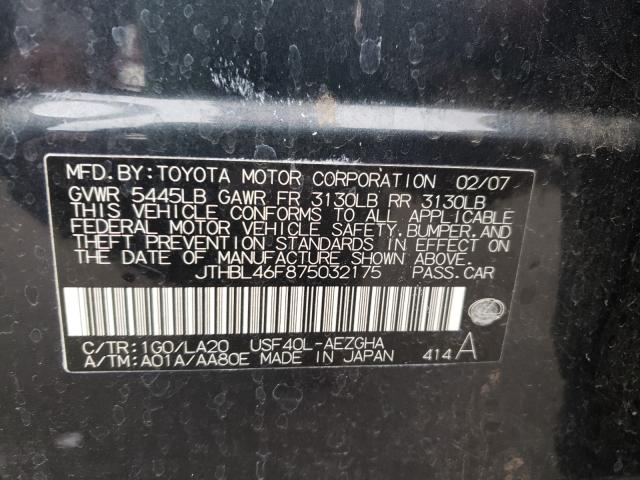 MFD.BY:TOYOTA MOTOR CORPORATION 02/07
GVWR 5445LB GAWR FR 3130LB RR 3130LB
THIS VEHICLE CONFORMS TO ALL APPLICABLE
FEDERAL MOTOR VEHICLE SAFETY,BUMPER,AND
THEFT PREVENTION STANDARDS IN EFFECT ON
THE DATE OF MANUFACTURE SHOWN ABOVE.
JTHBL46F875032175 PASS.CAR
C/TR:1G0/LA20 USF40L-AEZGHA
A/TM:A01A/AA80E MADE IN JAPAN 414 A